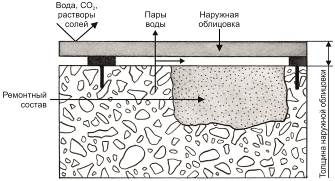 Вода, CO₂,
растворы
солей
Пары
воды
Наружная
облицовка
Ремонтный
состав
Толщина наружной облицовки